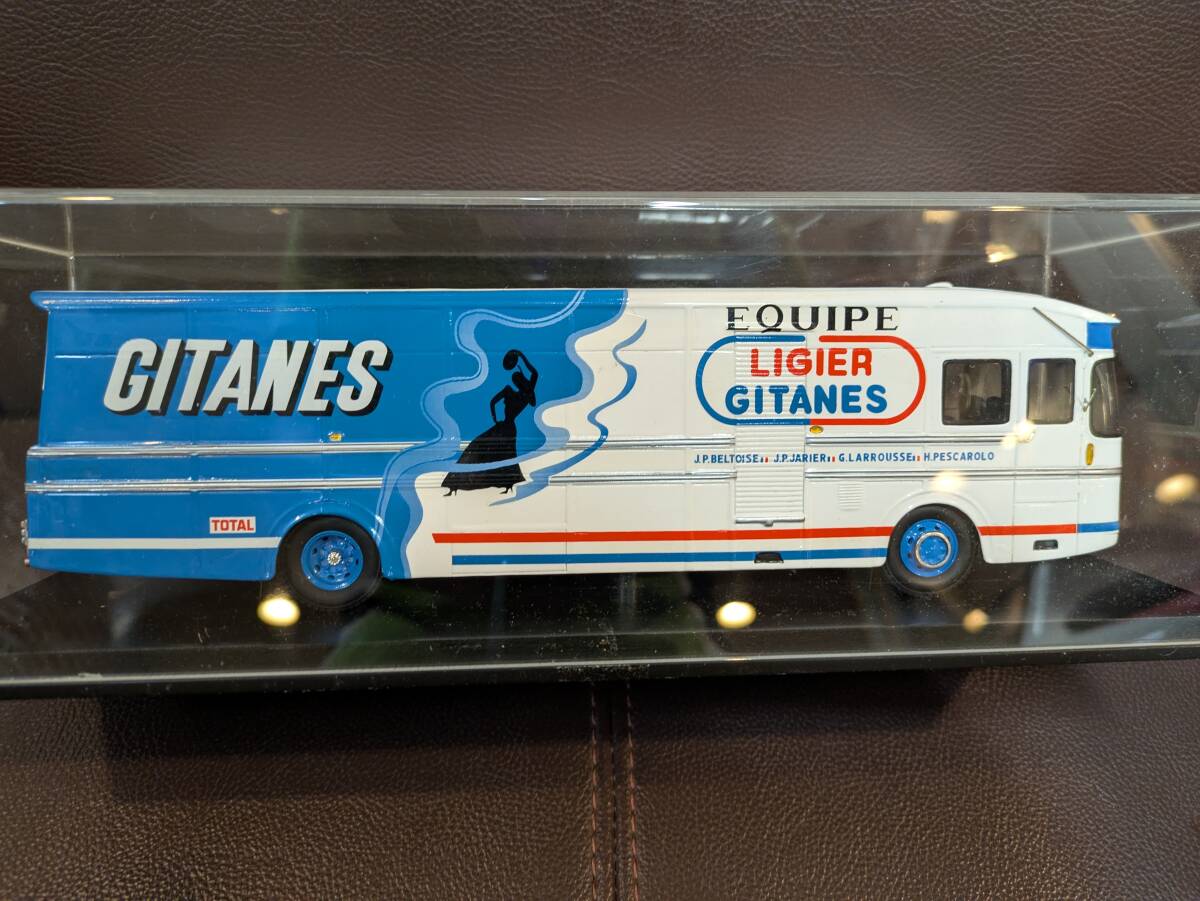 GITANES
EQUIPE
LIGIER
GITANES
J.P.BELTOISE J.P.JARIER G.LARROUSSE H.PESCAROLO
TOTAL